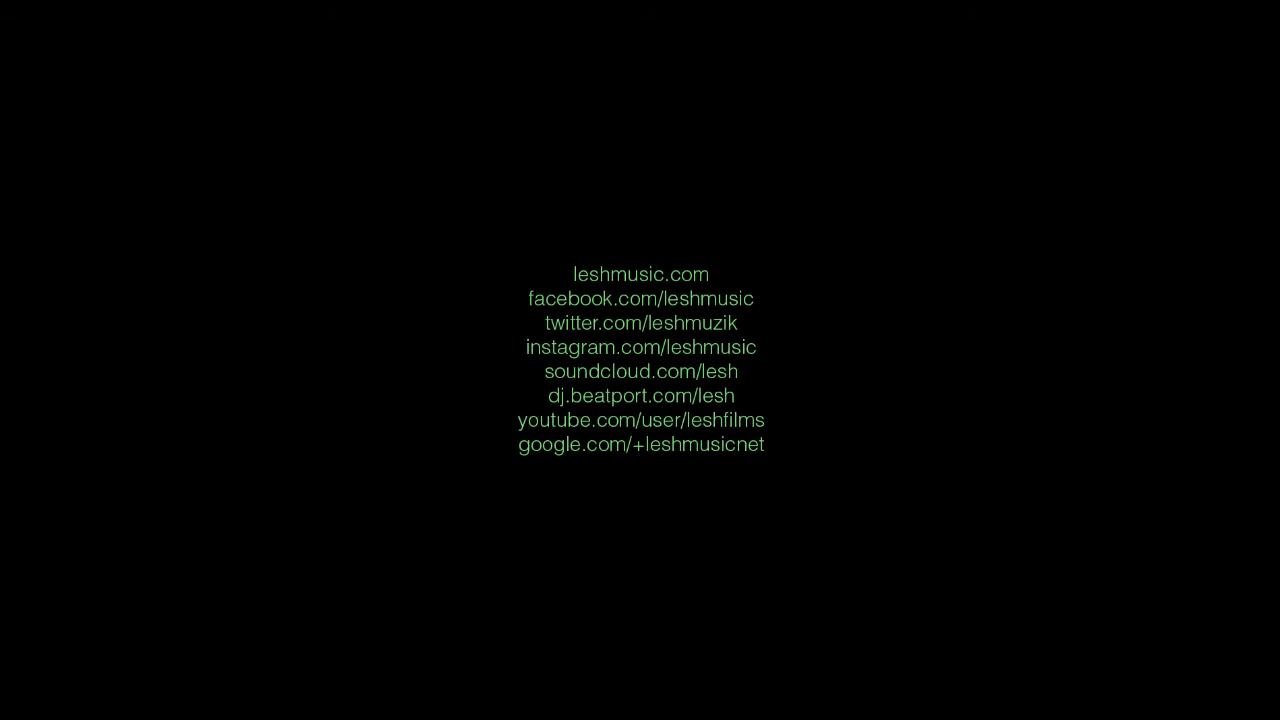 leshmusic.com
facebook.com/leshmusic
twitter.com/leshmuzik
instagram.com/leshmusic
soundcloud.com/lesh
dj.beatport.com/lesh
youtube.com/user/leshfilms
google.com/+leshmusicnet